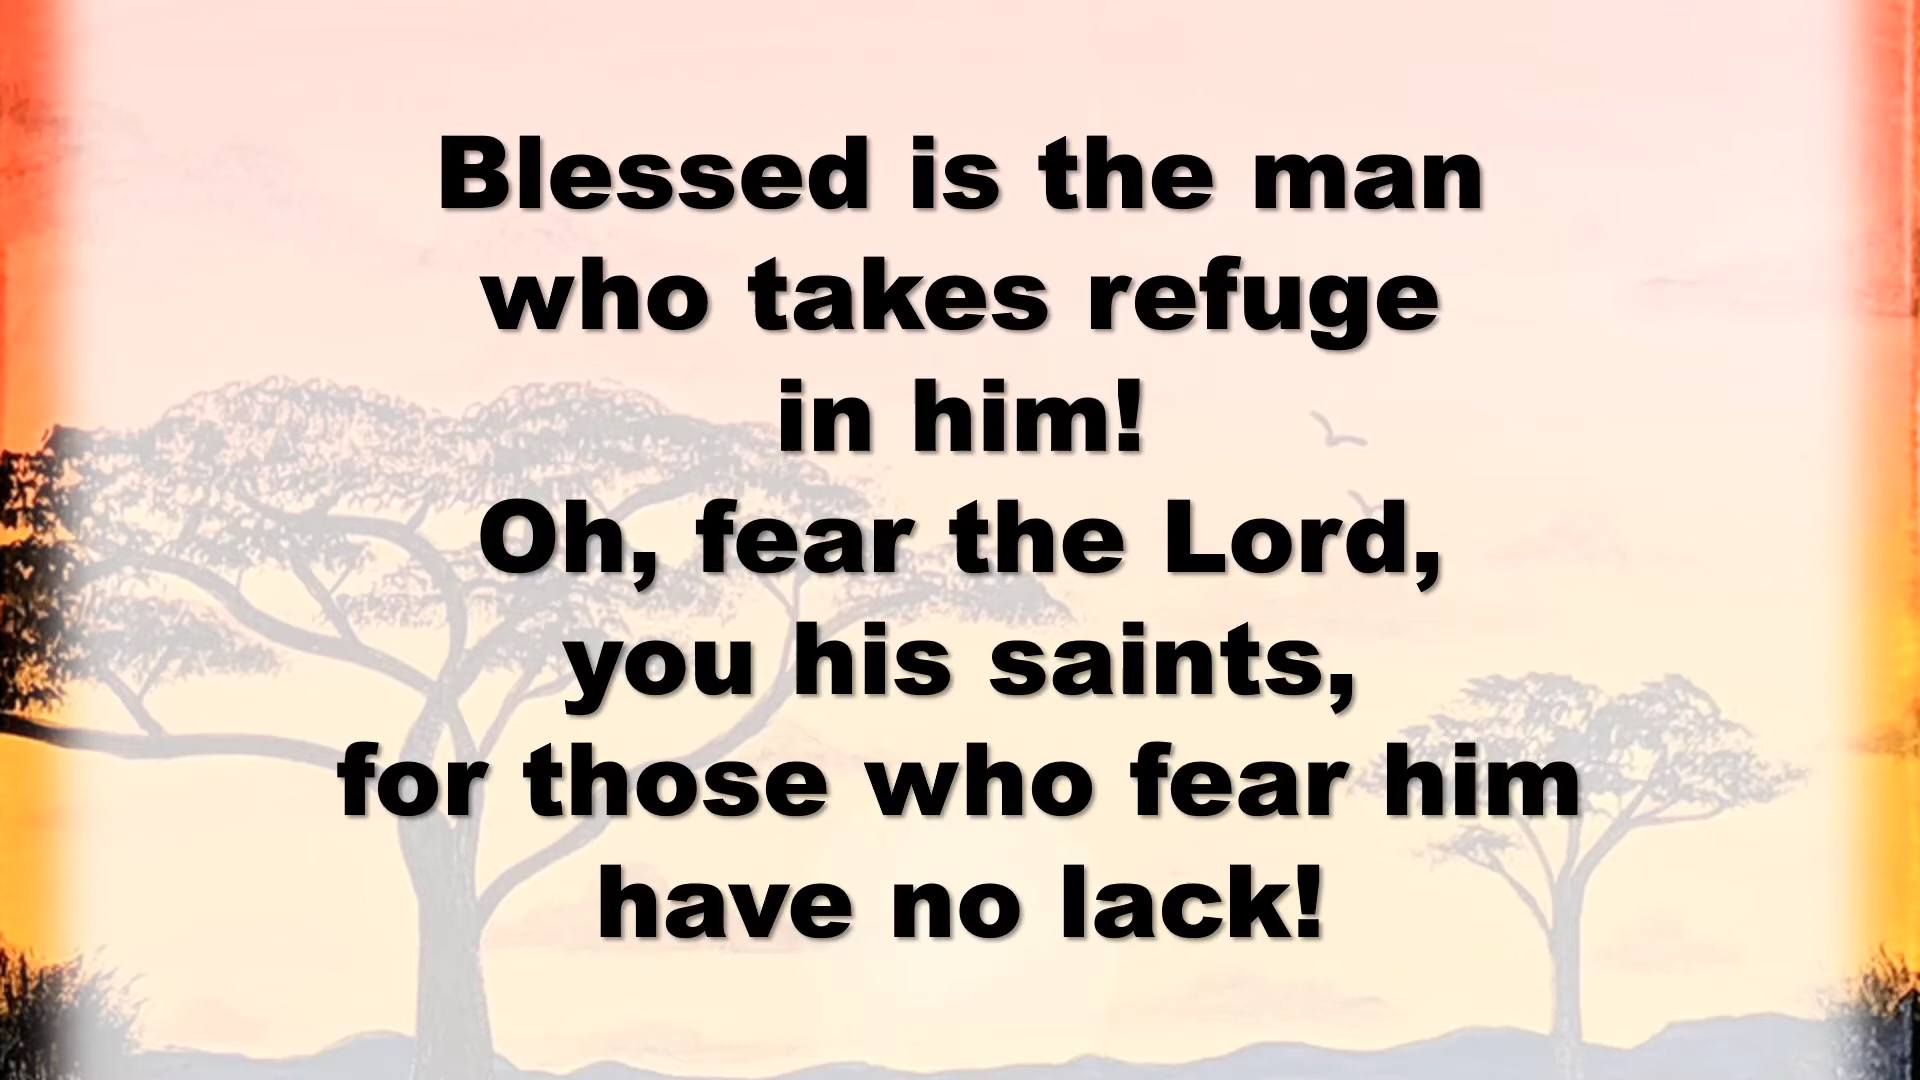 Blessed is the man
who takes refuge
in him!
Oh, fear the Lord,
you his saints,
for those who fear him
have no lack!